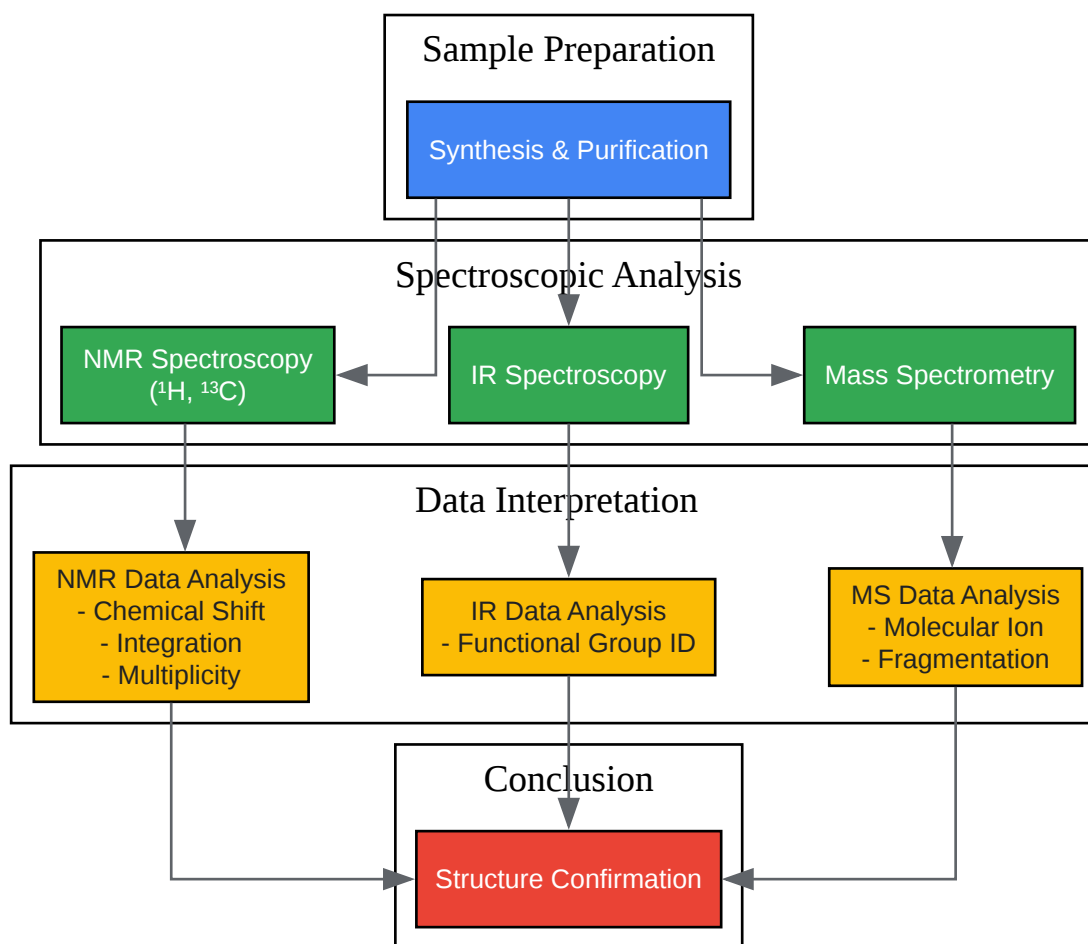 Sample Preparation
Synthesis & Purification
Spectroscopic Analysis
NMR Spectroscopy
(¹H, ¹³C)
IR Spectroscopy
Mass Spectrometry
Data Interpretation
NMR Data Analysis
- Chemical Shift
- Integration
- Multiplicity
IR Data Analysis
- Functional Group ID
MS Data Analysis
- Molecular Ion
- Fragmentation
Conclusion
Structure Confirmation